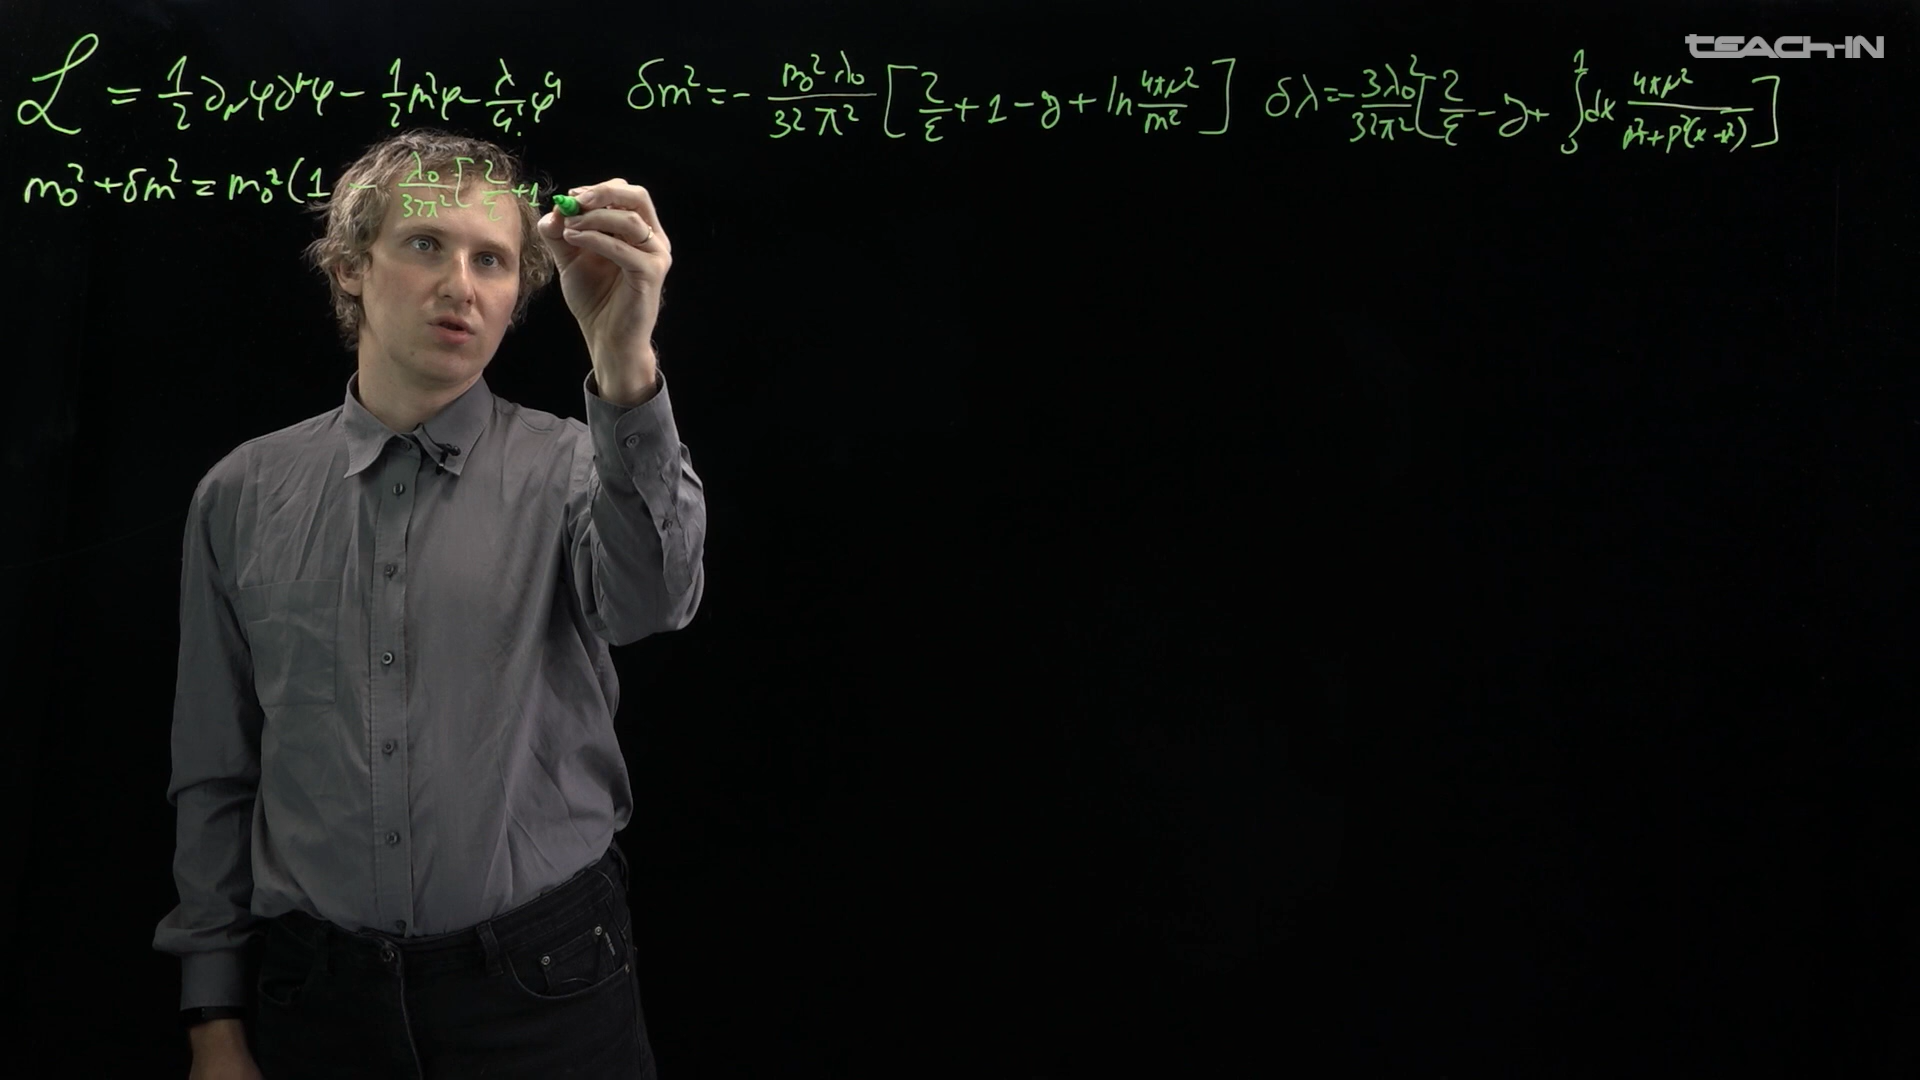 TEACH-IN
ℒ = 1/2 ∂_μφ∂^μφ − 1/2 m²φ − λ/4! φ⁴ δm² = − m₀²λ₀/32π² [2/ε + 1 − γ + ln 4πμ²/m²] δλ = − 3λ₀²/32π² [2/ε − γ + ∫₀¹ dx 4πμ²/m²+p²(x−x²)]
m₀² + δm² = m₀²(1 − λ₀/32π² [2/ε + 1